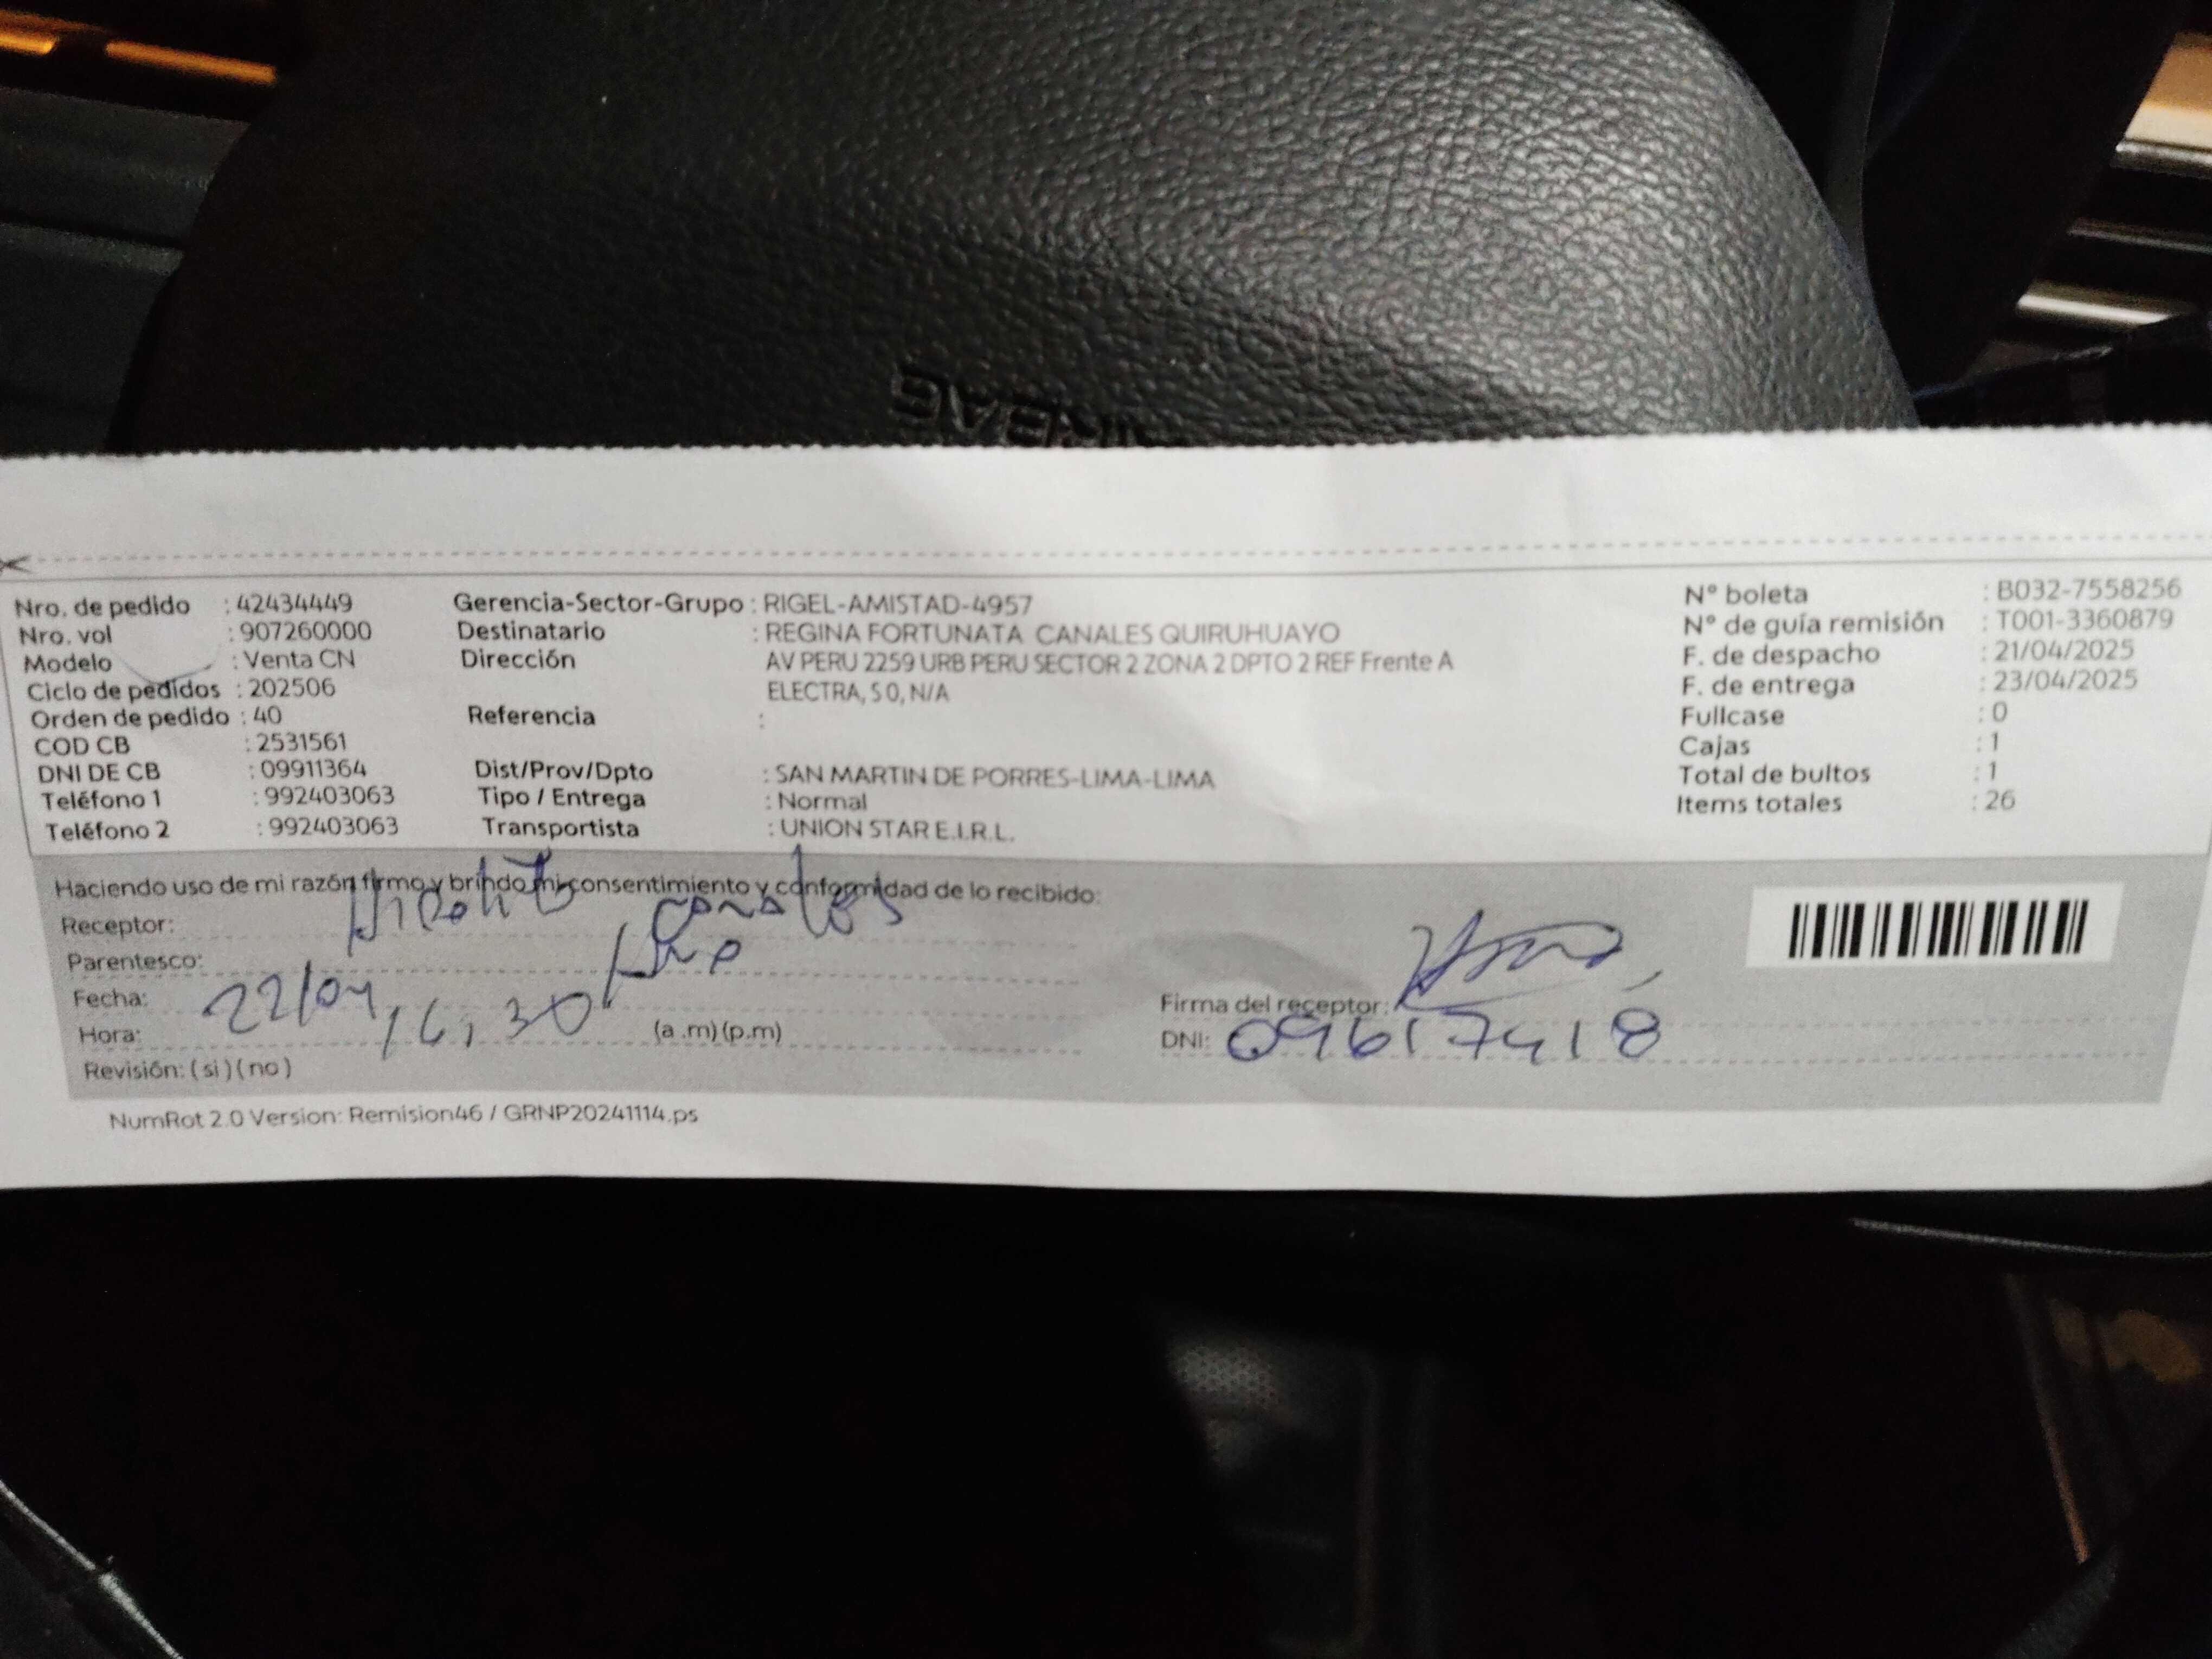 AIRBAG
Nro. de pedido : 42434449
Nro. vol : 907260000
Modelo : Venta CN
Ciclo de pedidos : 202506
Orden de pedido : 40
COD CB : 2531561
DNI DE CB : 09911364
Teléfono 1 : 992403063
Teléfono 2 : 992403063
Gerencia-Sector-Grupo : RIGEL-AMISTAD-4957
Destinatario : REGINA FORTUNATA CANALES QUIRUHUAYO
Dirección AV PERU 2259 URB PERU SECTOR 2 ZONA 2 DPTO 2 REF Frente A
ELECTRA, S 0, N/A
Referencia :
Dist/Prov/Dpto : SAN MARTIN DE PORRES-LIMA-LIMA
Tipo / Entrega : Normal
Transportista : UNION STAR E.I.R.L.
N° boleta : B032-7558256
N° de guía remisión : T001-3360879
F. de despacho : 21/04/2025
F. de entrega : 23/04/2025
Fullcase : 0
Cajas : 1
Total de bultos : 1
Items totales : 26
Haciendo uso de mi razón firmo y brindo mi consentimiento y conformidad de lo recibido:
Receptor: canales
Parentesco:
Fecha: 22/04
Hora: 16:30 (a.m) (p.m)
Revisión: (si) (no)
Firma del receptor:
DNI: 09617418
NumRot 2.0 Version: Remision46 / GRNP20241114.ps